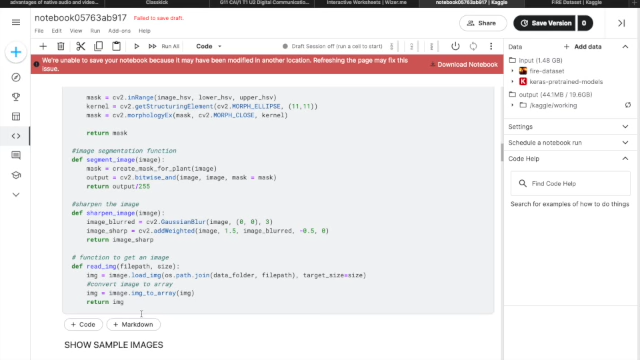 advantages of native audio and video...
Classkick
G11 CA/I T1 U2 Digital Communicatio...
Interactive Worksheets | Wizer.me
notebook05763ab917 | Kaggle
FIRE Dataset | Kaggle
notebook05763ab917
Failed to save draft.
Share
Save Version
0
Run All
Code
Draft Session off (run a cell to start)
We're unable to save your notebook because it may have been modified in another location. Refreshing the page may fix this
issue.
Download Notebook
mask = cv2.inRange(image_hsv, lower_hsv, upper_hsv)
kernel = cv2.getStructuringElement(cv2.MORPH_ELLIPSE, (11,11))
mask = cv2.morphologyEx(mask, cv2.MORPH_CLOSE, kernel)
return mask
#image segmentation function
def segment_image(image):
mask = create_mask_for_plant(image)
output = cv2.bitwise_and(image, image, mask = mask)
return output/255
#sharpen the image
def sharpen_image(image):
image_blurred = cv2.GaussianBlur(image, (0, 0), 3)
image_sharp = cv2.addWeighted(image, 1.5, image_blurred, -0.5, 0)
return image_sharp
# function to get an image
def read_img(filepath, size):
img = image.load_img(os.path.join(data_folder, filepath), target_size=size)
#convert image to array
img = image.img_to_array(img)
return img
+ Code
+ Markdown
SHOW SAMPLE IMAGES
Data
+ Add data
Input (1.48 GB)
fire-dataset
keras-pretrained-models
output (44.1MB / 19.6GB)
/kaggle/working
Settings
Schedule a notebook run
Code Help
Find Code Help
Search for examples of how to do things